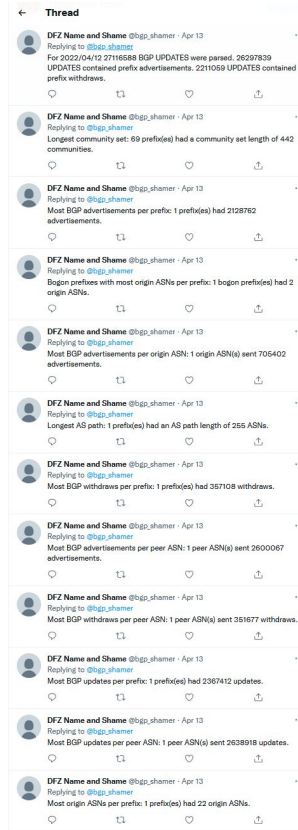 ← Thread
DFZ Name and Shame @bgp_shamer · Apr 13
Replying to @bgp_shamer
For 2022/04/12 27116588 BGP UPDATES were parsed. 26297839
UPDATES contained prefix advertisements. 2211059 UPDATES contained
prefix withdraws.
DFZ Name and Shame @bgp_shamer · Apr 13
Replying to @bgp_shamer
Longest community set: 69 prefix(es) had a community set length of 442
communities.
DFZ Name and Shame @bgp_shamer · Apr 13
Replying to @bgp_shamer
Most BGP advertisements per prefix: 1 prefix(es) had 2128762
advertisements.
DFZ Name and Shame @bgp_shamer · Apr 13
Replying to @bgp_shamer
Bogon prefixes with most origin ASNs per prefix: 1 bogon prefix(es) had 2
origin ASNs.
DFZ Name and Shame @bgp_shamer · Apr 13
Replying to @bgp_shamer
Most BGP advertisements per origin ASN: 1 origin ASN(s) sent 705402
advertisements.
DFZ Name and Shame @bgp_shamer · Apr 13
Replying to @bgp_shamer
Longest AS path: 1 prefix(es) had an AS path length of 255 ASNs.
DFZ Name and Shame @bgp_shamer · Apr 13
Replying to @bgp_shamer
Most BGP withdraws per prefix: 1 prefix(es) had 357108 withdraws.
DFZ Name and Shame @bgp_shamer · Apr 13
Replying to @bgp_shamer
Most BGP advertisements per peer ASN: 1 peer ASN(s) sent 2600067
advertisements.
DFZ Name and Shame @bgp_shamer · Apr 13
Replying to @bgp_shamer
Most BGP withdraws per peer ASN: 1 peer ASN(s) sent 351677 withdraws.
DFZ Name and Shame @bgp_shamer · Apr 13
Replying to @bgp_shamer
Most BGP updates per prefix: 1 prefix(es) had 2367412 updates.
DFZ Name and Shame @bgp_shamer · Apr 13
Replying to @bgp_shamer
Most BGP updates per peer ASN: 1 peer ASN(s) sent 2638918 updates.
DFZ Name and Shame @bgp_shamer · Apr 13
Replying to @bgp_shamer
Most origin ASNs per prefix: 1 prefix(es) had 22 origin ASNs.